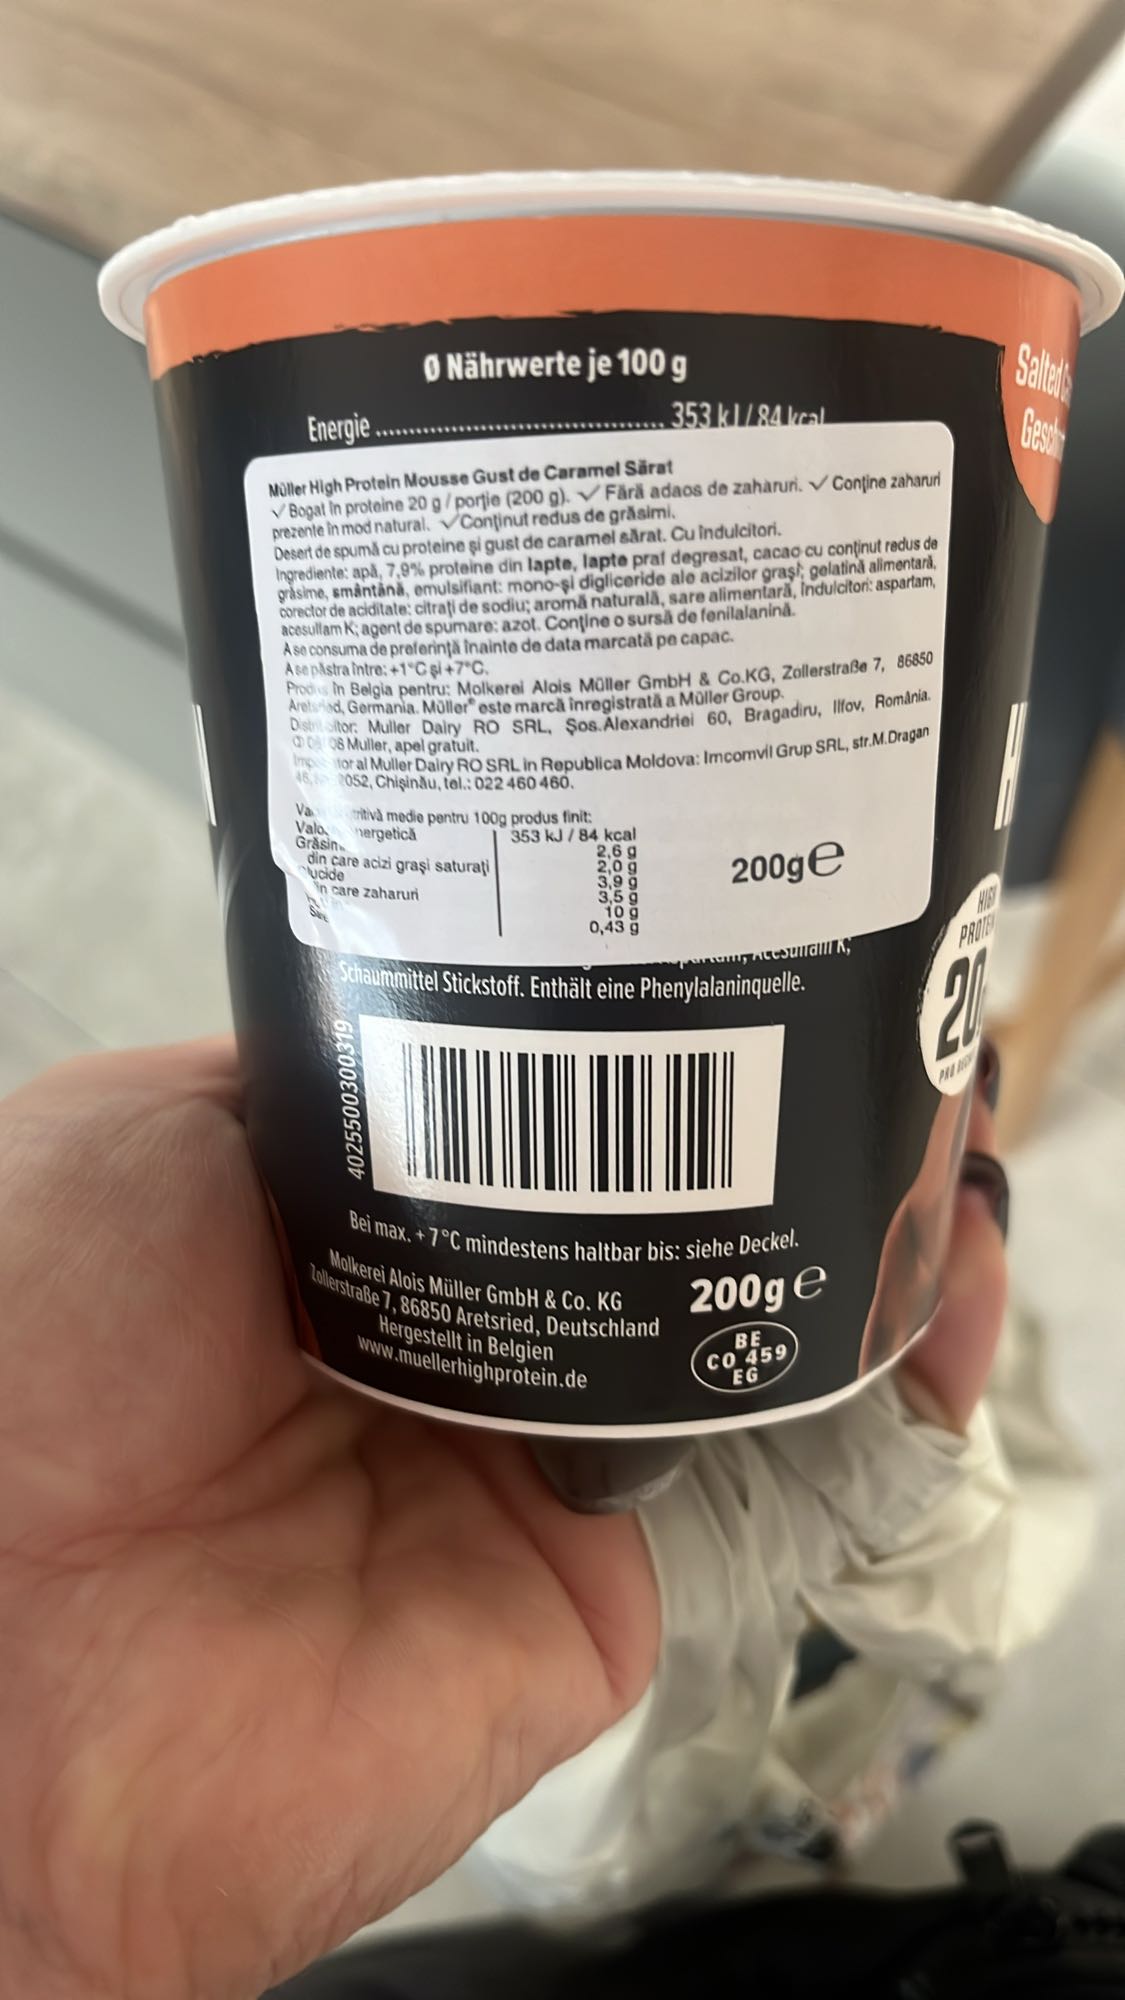 Ø Nährwerte je 100 g
Energie ........................................ 353 kJ / 84 kcal
Müller High Protein Mousse Gust de Caramel Sărat
✓ Bogat în proteine 20 g / porție (200 g). ✓ Fără adaos de zaharuri. ✓ Conține zaharuri
prezente în mod natural. ✓ Conținut redus de grăsimi.
Desert de spumă cu proteine și gust de caramel sărat. Cu îndulcitori.
Ingrediente: apă, 7,9% proteine din lapte, lapte praf degresat, cacao cu conținut redus de
grăsime, smântână, emulsifiant: mono-și digliceride ale acizilor grași; gelatină alimentară,
corector de aciditate: citrați de sodiu; aromă naturală, sare alimentară, îndulcitori: aspartam,
acesulfam K; agent de spumare: azot. Conține o sursă de fenilalanină.
A se consuma de preferință înainte de data marcată pe capac.
A se păstra între: +1°C și +7°C.
în Belgia pentru: Molkerei Alois Müller GmbH & Co.KG, Zollerstraße 7, 86850
Germania. Müller® este marcă înregistrată a Müller Group.
Muller Dairy RO SRL, Șos.Alexandriei 60, Bragadiru, Ilfov, România.
08 Muller, apel gratuit.
al Muller Dairy RO SRL in Republica Moldova: Imcomvil Grup SRL, str.M.Dragan
46, 2052, Chișinău, tel.: 022 460 460.
medie pentru 100g produs finit:
353 kJ / 84 kcal
2,6 g
din care acizi grași saturați 2,0 g
3,9 g
care zaharuri 3,5 g
10 g
0,43 g
200g e
Acesulfam K,
Schaummittel Stickstoff. Enthält eine Phenylalaninquelle.
4025500300319
Bei max. + 7 °C mindestens haltbar bis: siehe Deckel.
Molkerei Alois Müller GmbH & Co. KG
Zollerstraße 7, 86850 Aretsried, Deutschland
Hergestellt in Belgien
www.muellerhighprotein.de
200g e
BE
CO 459
EG
Salted
HIGH
PROTEIN
20
PRO